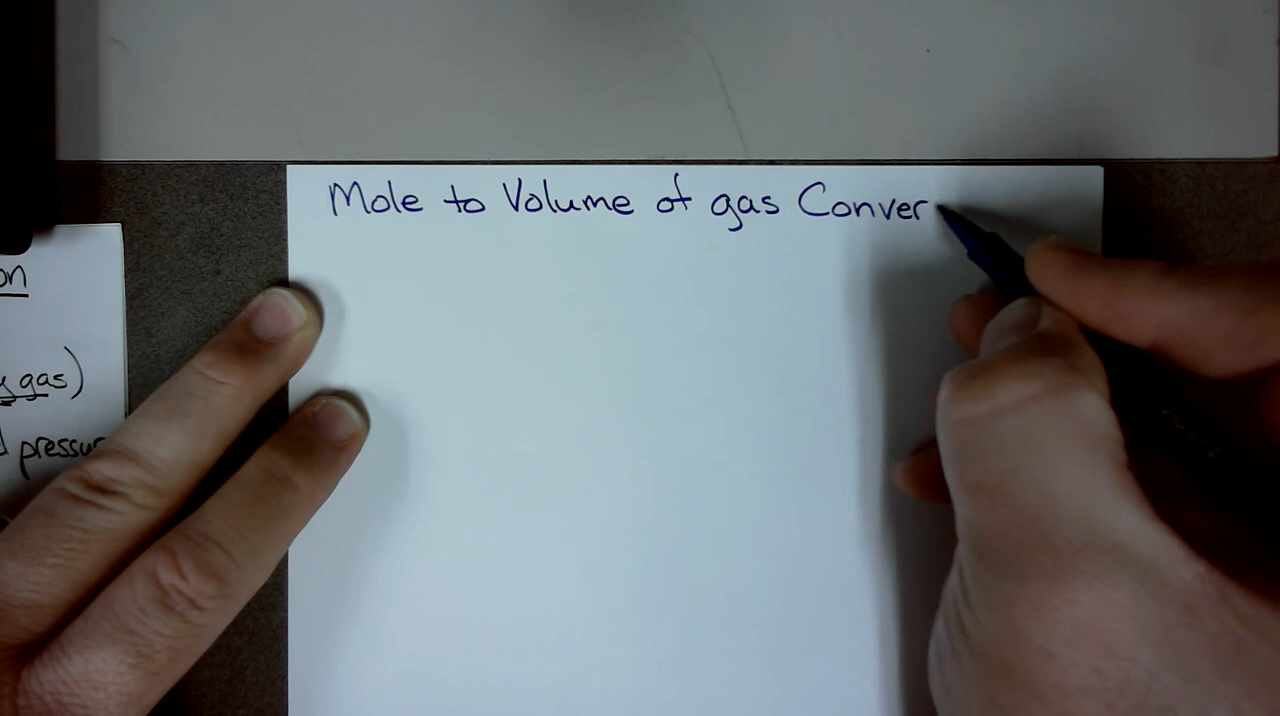 Mole to Volume of gas Conver
on
gas)
pressu